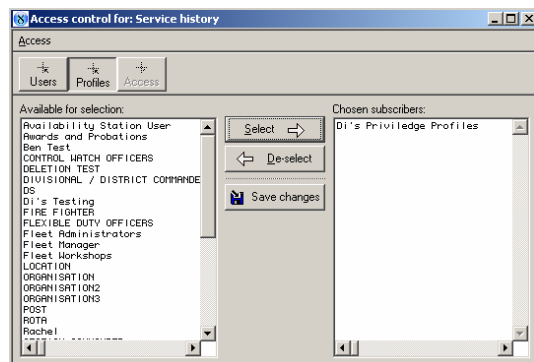 Access control for: Service history
Access
Users
Profiles
Access
Available for selection:
Availability Station User
Awards and Probations
Ben Test
CONTROL WATCH OFFICERS
DELETION TEST
DIVISIONAL / DISTRICT COMMANDE
DS
Di's Testing
FIRE FIGHTER
FLEXIBLE DUTY OFFICERS
Fleet Administrators
Fleet Manager
Fleet Workshops
LOCATION
ORGANISATION
ORGANISATION2
ORGANISATION3
POST
ROTA
Rachel
Select
De-select
Save changes
Chosen subscribers:
Di's Priviledge Profiles